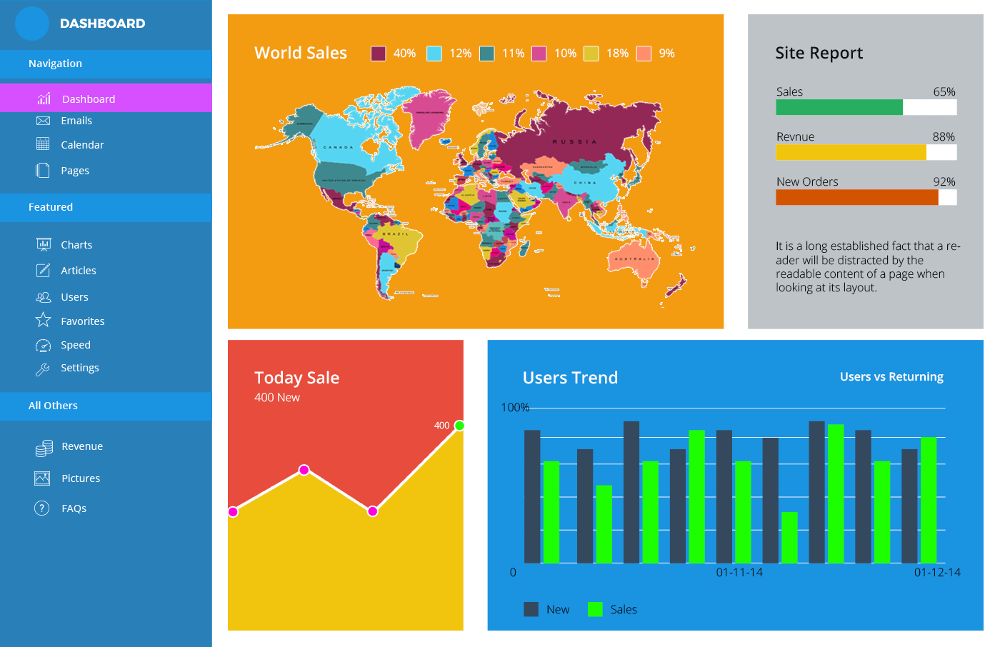 DASHBOARD
Navigation
Dashboard
Emails
Calendar
Pages
Featured
Charts
Articles
Users
Favorites
Speed
Settings
All Others
Revenue
Pictures
? FAQs
World Sales
40% 12% 11% 10% 18% 9%
CANADA
RUSSIA
UNITED STATES OF AMERICA
CHINA
BRAZIL
AUSTRALIA
Site Report
Sales 65%
Revnue 88%
New Orders 92%
It is a long established fact that a re-
ader will be distracted by the
readable content of a page when
looking at its layout.
Today Sale
400 New
400
Users Trend
Users vs Returning
100%
0 01-11-14 01-12-14
New Sales